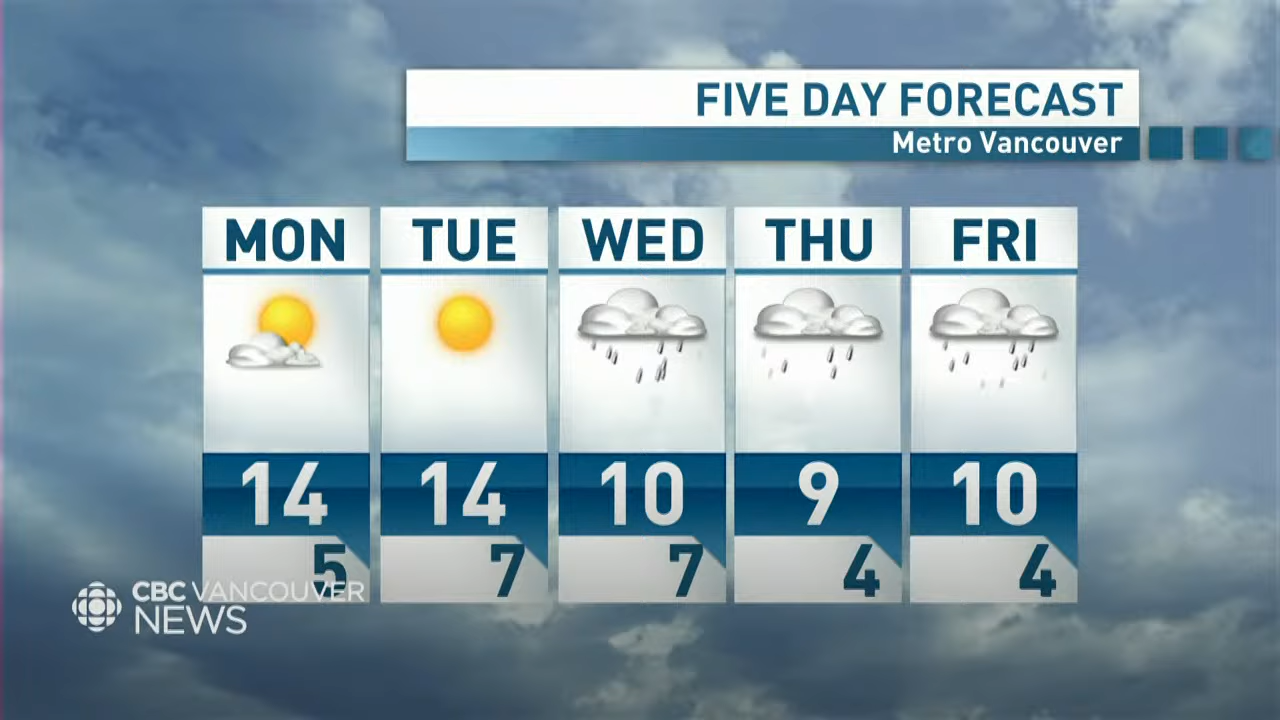 FIVE DAY FORECAST
Metro Vancouver
MON TUE WED THU FRI
14 14 10 9 10
5 7 7 4 4
CBC VANCOUVER
NEWS